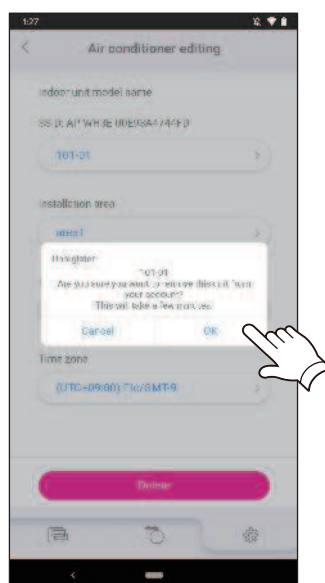 1:27
Air conditioner editing
Indoor unit model name
101-01
Installation area
area1
Unregister
101-01
Are you sure you want to remove this unit from
your account?
This will take a few minutes.
Cancel
OK
Time zone
(UTC+09:00) Etc/GMT-9
Delete